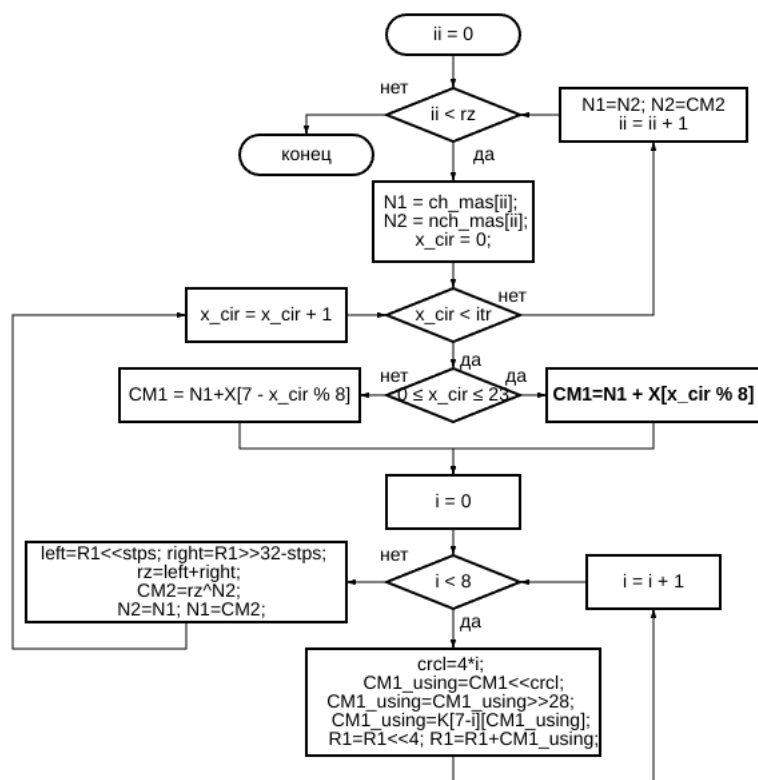 ii = 0
нет
ii < rz
N1=N2; N2=CM2
ii = ii + 1
конец
да
N1 = ch_mas[ii];
N2 = nch_mas[ii];
x_cir = 0;
нет
x_cir = x_cir + 1
x_cir < itr
да
нет
да
CM1 = N1+X[7 - x_cir % 8]
0 ≤ x_cir ≤ 23
CM1=N1 + X[x_cir % 8]
i = 0
left=R1<<stps; right=R1>>32-stps;
rz=left+right;
CM2=rz^N2;
N2=N1; N1=CM2;
нет
i < 8
i = i + 1
да
crcl=4*i;
CM1_using=CM1<<crcl;
CM1_using=CM1_using>>28;
CM1_using=K[7-i][CM1_using];
R1=R1<<4; R1=R1+CM1_using;